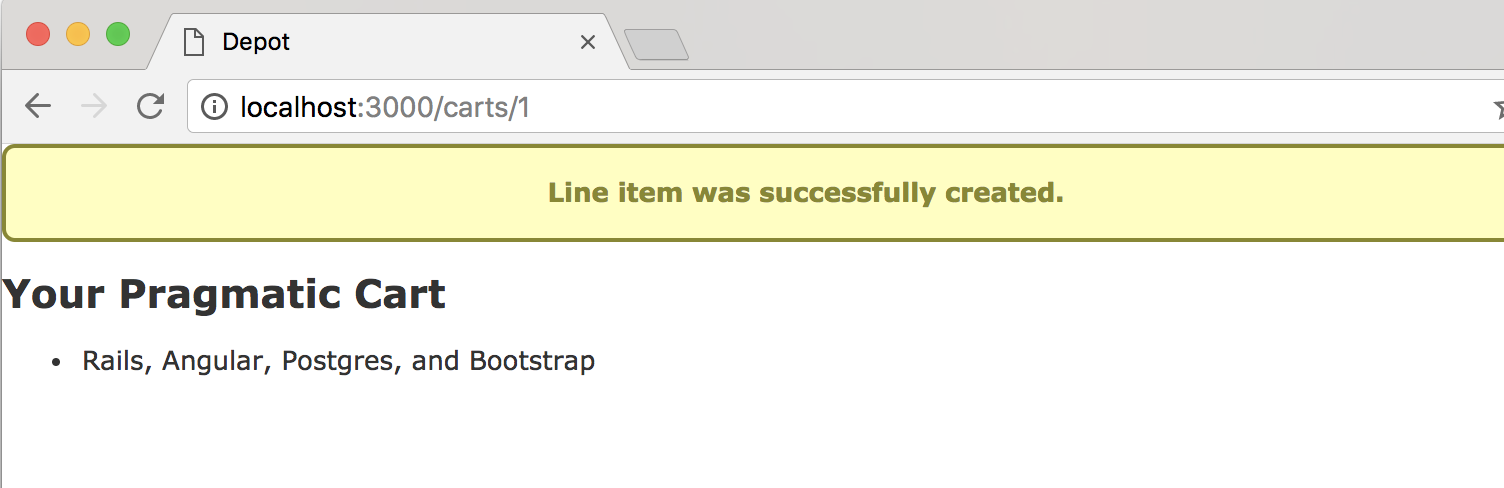 Depot
localhost:3000/carts/1
Line item was successfully created.
Your Pragmatic Cart
• Rails, Angular, Postgres, and Bootstrap